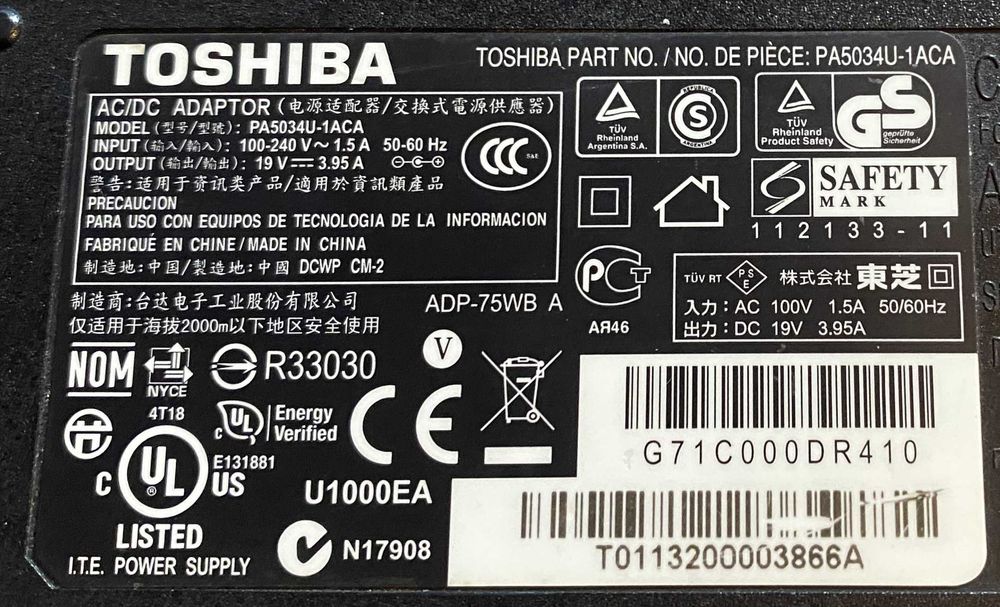 TOSHIBA
TOSHIBA PART NO. / NO. DE PIÈCE: PA5034U-1ACA
AC/DC ADAPTOR (电源适配器/交换式電源供應器)
MODEL (型号/型號): PA5034U-1ACA
INPUT (输入/輸入): 100-240 V～1.5 A 50-60 Hz
OUTPUT (输出/輸出): 19 V⎓3.95 A
警告:适用于资讯类产品/適用於資訊類產品
PRECAUCION
PARA USO CON EQUIPOS DE TECNOLOGIA DE LA INFORMACION
FABRIQUÉ EN CHINE/MADE IN CHINA
制造地:中国/製造地:中國 DCWP CM-2
CCC S&E
TÜV
Rheinland
Argentina S.A.
REPUBLICA
S
ARGENTINA
TÜV
Rheinland
Product Safety
GS
geprüfte
Sicherheit
S SAFETY
MARK
112133-11
PCT
AЯ46
TÜV RT PSE 株式会社 東芝
入力：AC 100V 1.5A 50/60Hz
出力：DC 19V 3.95A
制造商:台达电子工业股份有限公司
ADP-75WB A
仅适用于海拔2000m以下地区安全使用
NOM
NYCE
R33030
V
4T18
c UL Energy
Verified
CE
c UL ® US
E131881
LISTED
I.T.E. POWER SUPPLY
U1000EA
N17908
G71C000DR410
T0113200003866A